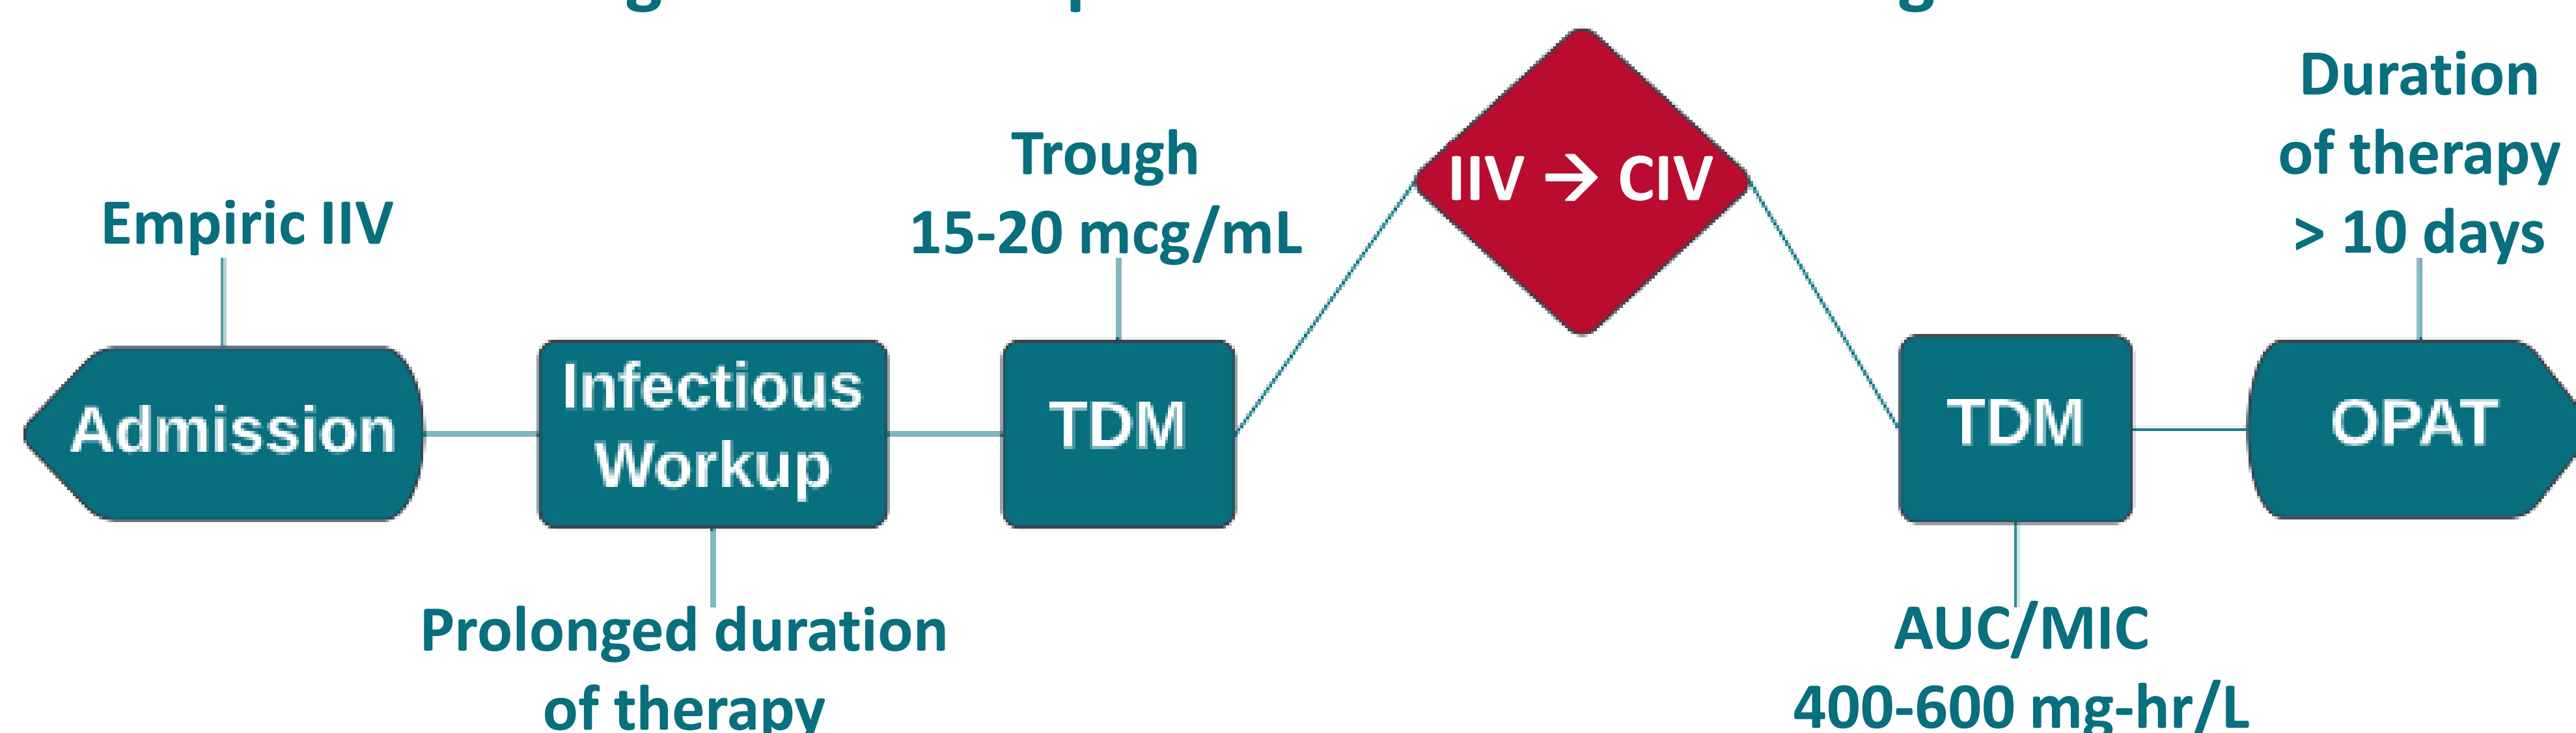 Empiric IIV
Admission
Infectious
Workup
Prolonged duration
of therapy
Trough
15-20 mcg/mL
TDM
IIV → CIV
TDM
AUC/MIC
400-600 mg-hr/L
Duration
of therapy
> 10 days
OPAT